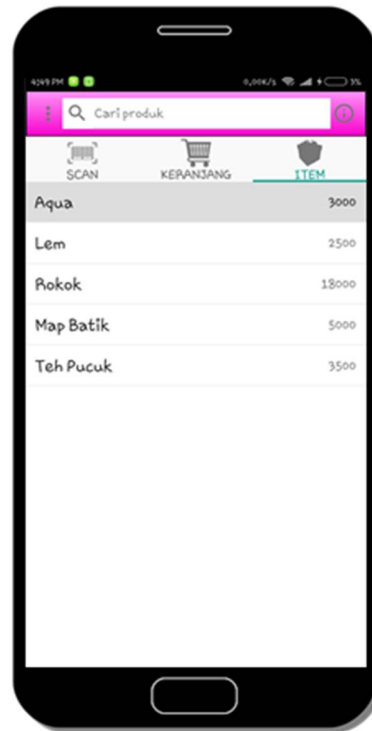 4:49 PM 0,00K/s 3%
Cari produk
SCAN KERANJANG ITEM
Aqua 3000
Lem 2500
Rokok 18000
Map Batik 5000
Teh Pucuk 3500